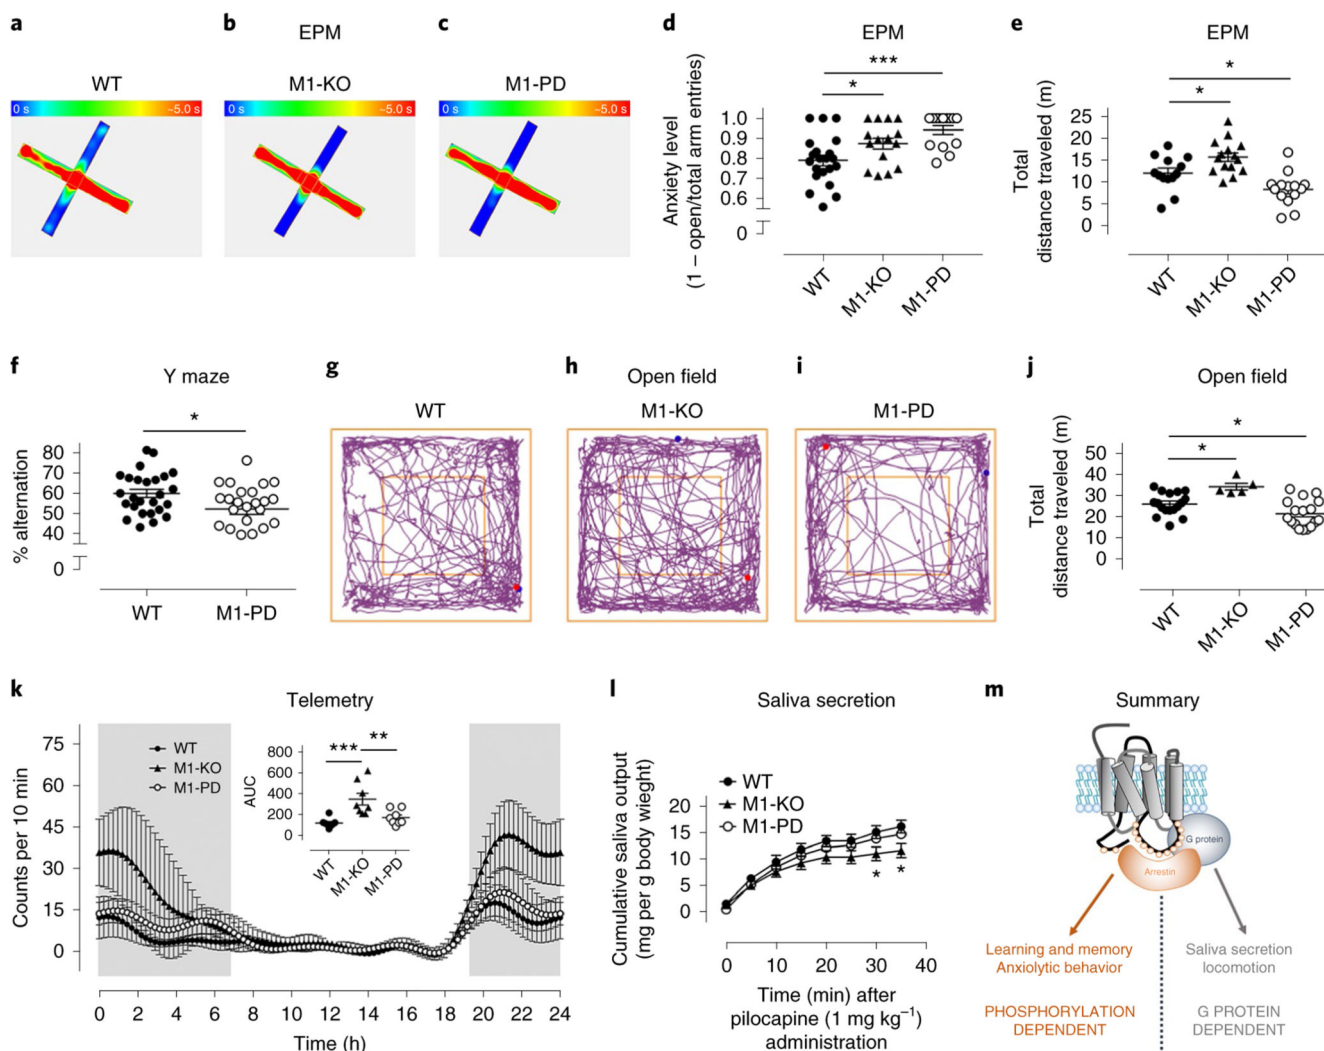 a
b
EPM
c
WT
M1-KO
M1-PD
0 s
~5.0 s
0 s
~5.0 s
0 s
~5.0 s
d
EPM
***
*
Anxiety level
(1 – open/total arm entries)
1.0
0.9
0.8
0.7
0.6
0
WT
M1-KO
M1-PD
e
EPM
*
*
Total
distance traveled (m)
25
20
15
10
5
0
WT
M1-KO
M1-PD
f
Y maze
*
% alternation
80
70
60
50
40
0
WT
M1-PD
g
WT
h
Open field
M1-KO
i
M1-PD
j
Open field
*
*
Total
distance traveled (m)
50
40
30
20
10
0
WT
M1-KO
M1-PD
k
Telemetry
Counts per 10 min
75
60
45
30
15
0
WT
M1-KO
M1-PD
***
**
AUC
800
600
400
200
0
WT
M1-KO
M1-PD
0 2 4 6 8 10 12 14 16 18 20 22 24
Time (h)
l
Saliva secretion
WT
M1-KO
M1-PD
Cumulative saliva output
(mg per g body wieght)
20
15
10
5
0
*
*
0 10 20 30 40
Time (min) after
pilocapine (1 mg kg⁻¹)
administration
m
Summary
G protein
Arrestin
Learning and memory
Anxiolytic behavior
PHOSPHORYLATION
DEPENDENT
Saliva secretion
locomotion
G PROTEIN
DEPENDENT